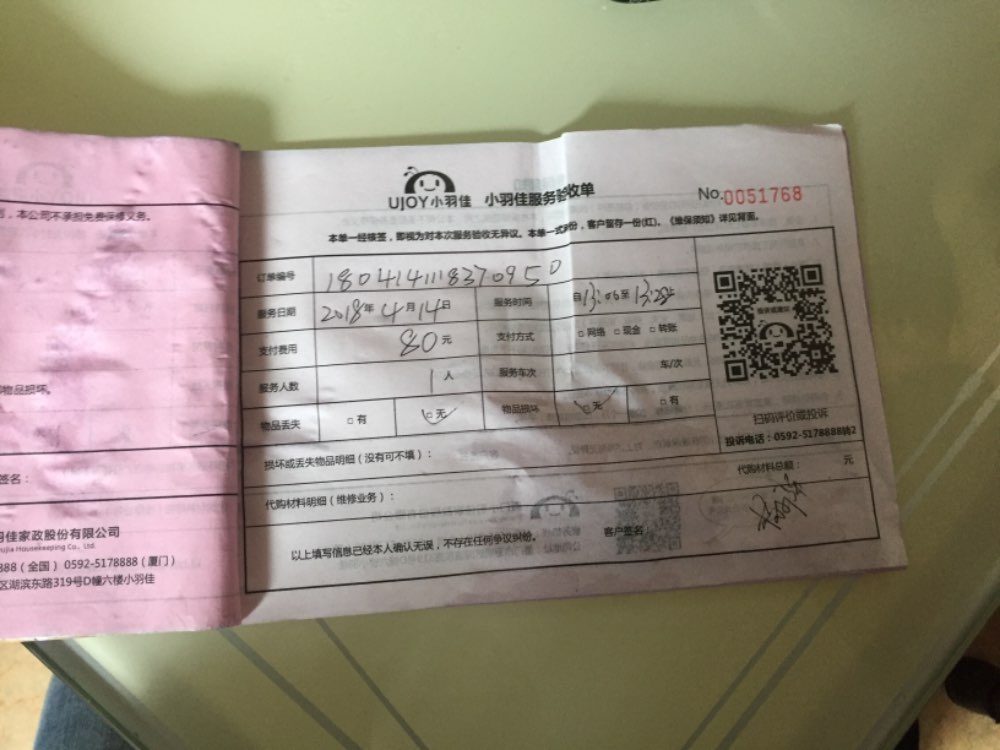 ，本公司不承担免费保修义务。
物品损坏。
签名：
羽佳家政股份有限公司
yujia Housekeeping Co., Ltd.
888（全国） 0592-5178888（厦门）
区湖滨东路319号D幢六楼小羽佳
UJOY小羽佳 小羽佳服务验收单
No.0051768
本单一经核签，即视为对本次服务验收无异议。本单一式两份，客户暂存一份(红)。《维保须知》详见背面。
订单编号 1804141118370950
服务日期 2018年4月14日 服务时间 自13:06至13:28止
支付费用 80元 支付方式 □网络 □现金 □转账
服务人数 1人 服务车次 车/次
物品丢失 □有 □无 物品损坏 □无 □有
扫码评价或投诉
投诉电话：0592-5178888转2
损坏或丢失物品明细（没有可不填）：
代购材料明细（维修业务）： 代购材料总额： 元
以上填写信息已经本人确认无误，不存在任何争议纠纷。 客户签名：